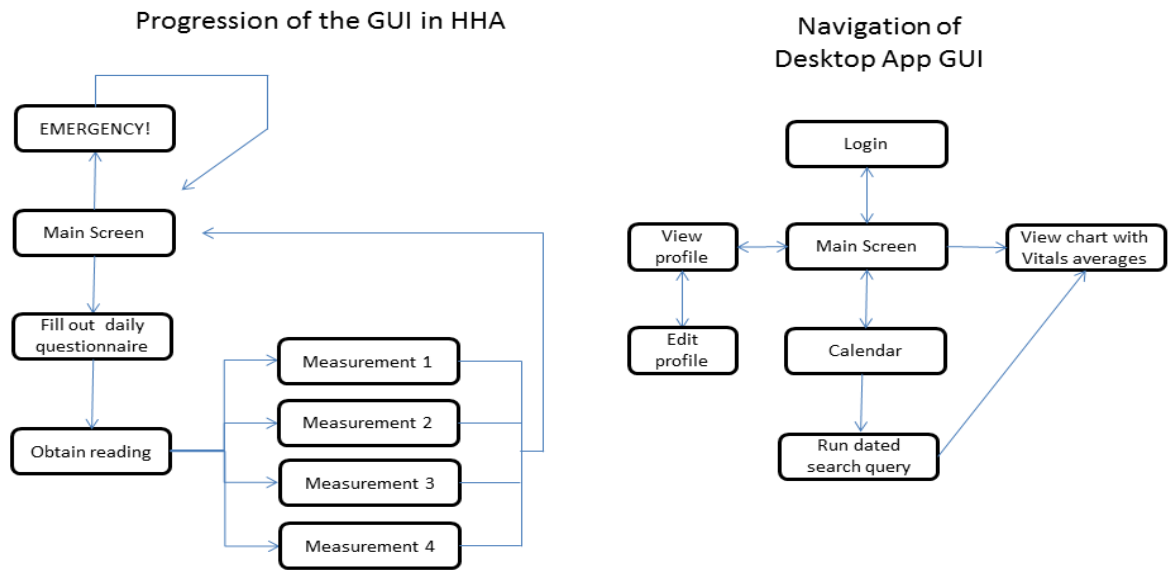 Progression of the GUI in HHA
EMERGENCY!
Main Screen
Fill out daily
questionnaire
Obtain reading
Measurement 1
Measurement 2
Measurement 3
Measurement 4
Navigation of
Desktop App GUI
Login
View
profile
Main Screen
View chart with
Vitals averages
Edit
profile
Calendar
Run dated
search query